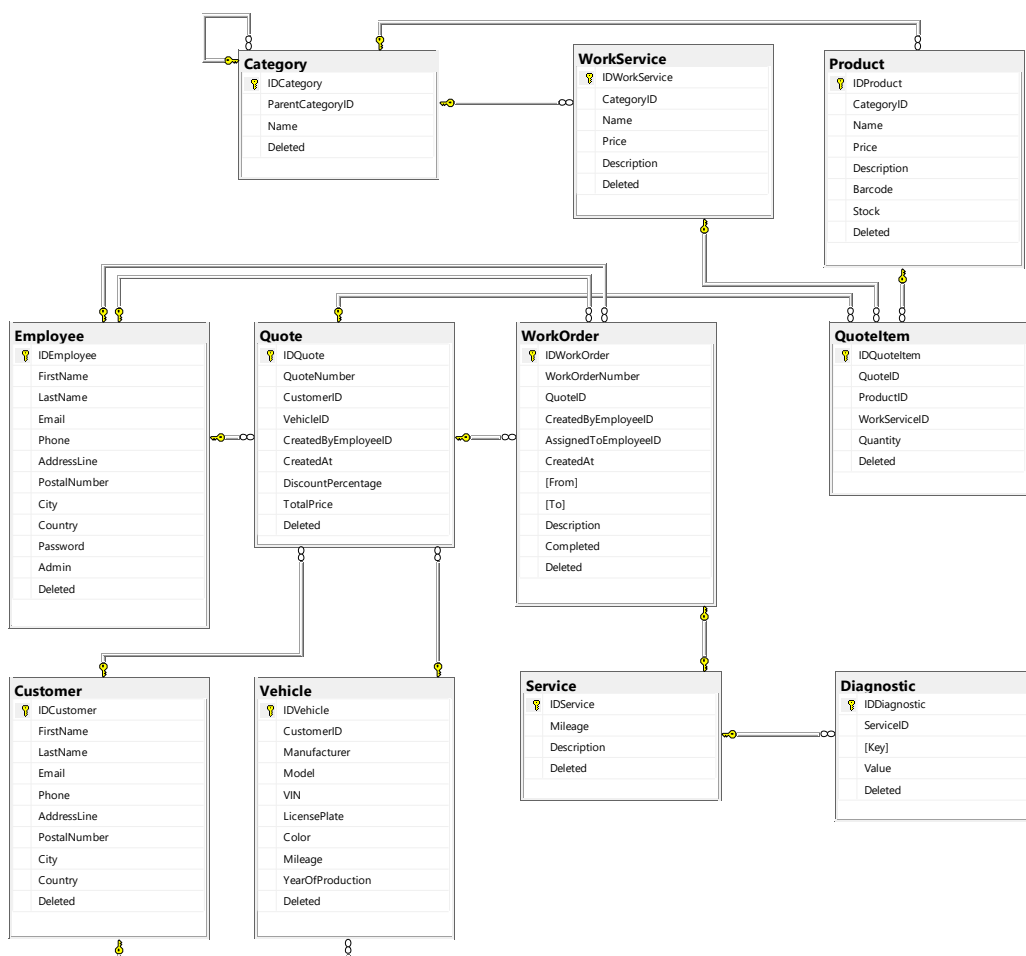 Category
IDCategory
ParentCategoryID
Name
Deleted
WorkService
IDWorkService
CategoryID
Name
Price
Description
Deleted
Product
IDProduct
CategoryID
Name
Price
Description
Barcode
Stock
Deleted
Employee
IDEmployee
FirstName
LastName
Email
Phone
AddressLine
PostalNumber
City
Country
Password
Admin
Deleted
Quote
IDQuote
QuoteNumber
CustomerID
VehicleID
CreatedByEmployeeID
CreatedAt
DiscountPercentage
TotalPrice
Deleted
WorkOrder
IDWorkOrder
WorkOrderNumber
QuoteID
CreatedByEmployeeID
AssignedToEmployeeID
CreatedAt
[From]
[To]
Description
Completed
Deleted
QuoteItem
IDQuoteItem
QuoteID
ProductID
WorkServiceID
Quantity
Deleted
Customer
IDCustomer
FirstName
LastName
Email
Phone
AddressLine
PostalNumber
City
Country
Deleted
Vehicle
IDVehicle
CustomerID
Manufacturer
Model
VIN
LicensePlate
Color
Mileage
YearOfProduction
Deleted
Service
IDService
Mileage
Description
Deleted
Diagnostic
IDDiagnostic
ServiceID
[Key]
Value
Deleted